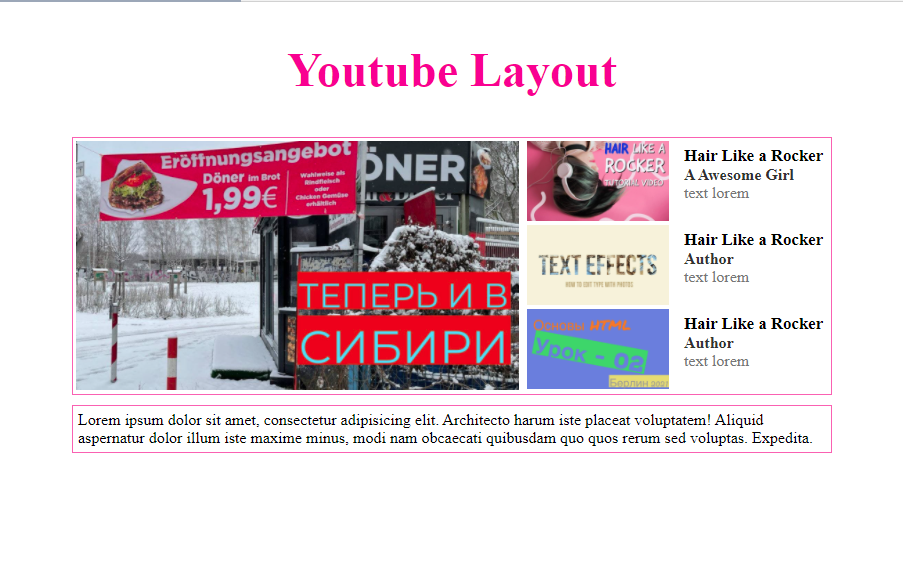 Youtube Layout
Eröffnungsangebot
Döner im Brot
1,99€
Wahlweise als
Rindfleisch
oder
Chicken Gemüse
erhältlich
DÖNER
ТЕПЕРЬ И В
СИБИРИ
HAIR LIKE A
ROCKER
TUTORIAL VIDEO
Hair Like a Rocker
A Awesome Girl
text lorem
TEXT EFFECTS
HOW TO EDIT TYPE WITH PHOTOS
Hair Like a Rocker
Author
text lorem
Основы HTML
Урок - 02
Берлин 2021
Hair Like a Rocker
Author
text lorem
Lorem ipsum dolor sit amet, consectetur adipisicing elit. Architecto harum iste placeat voluptatem! Aliquid
aspernatur dolor illum iste maxime minus, modi nam obcaecati quibusdam quo quos rerum sed voluptas. Expedita.